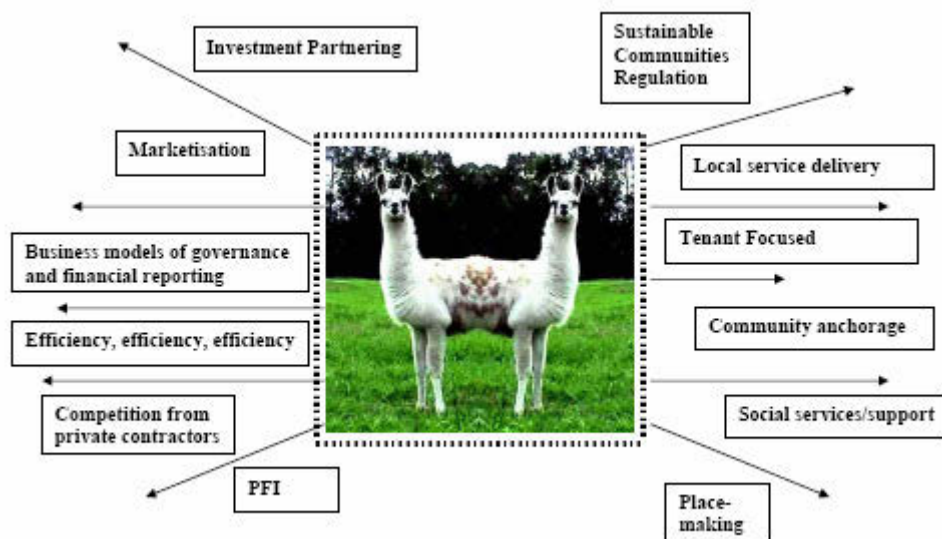 Investment Partnering
Sustainable
Communities
Regulation
Marketisation
Local service delivery
Business models of governance
and financial reporting
Tenant Focused
Efficiency, efficiency, efficiency
Community anchorage
Competition from
private contractors
Social services/support
PFI
Place-
making